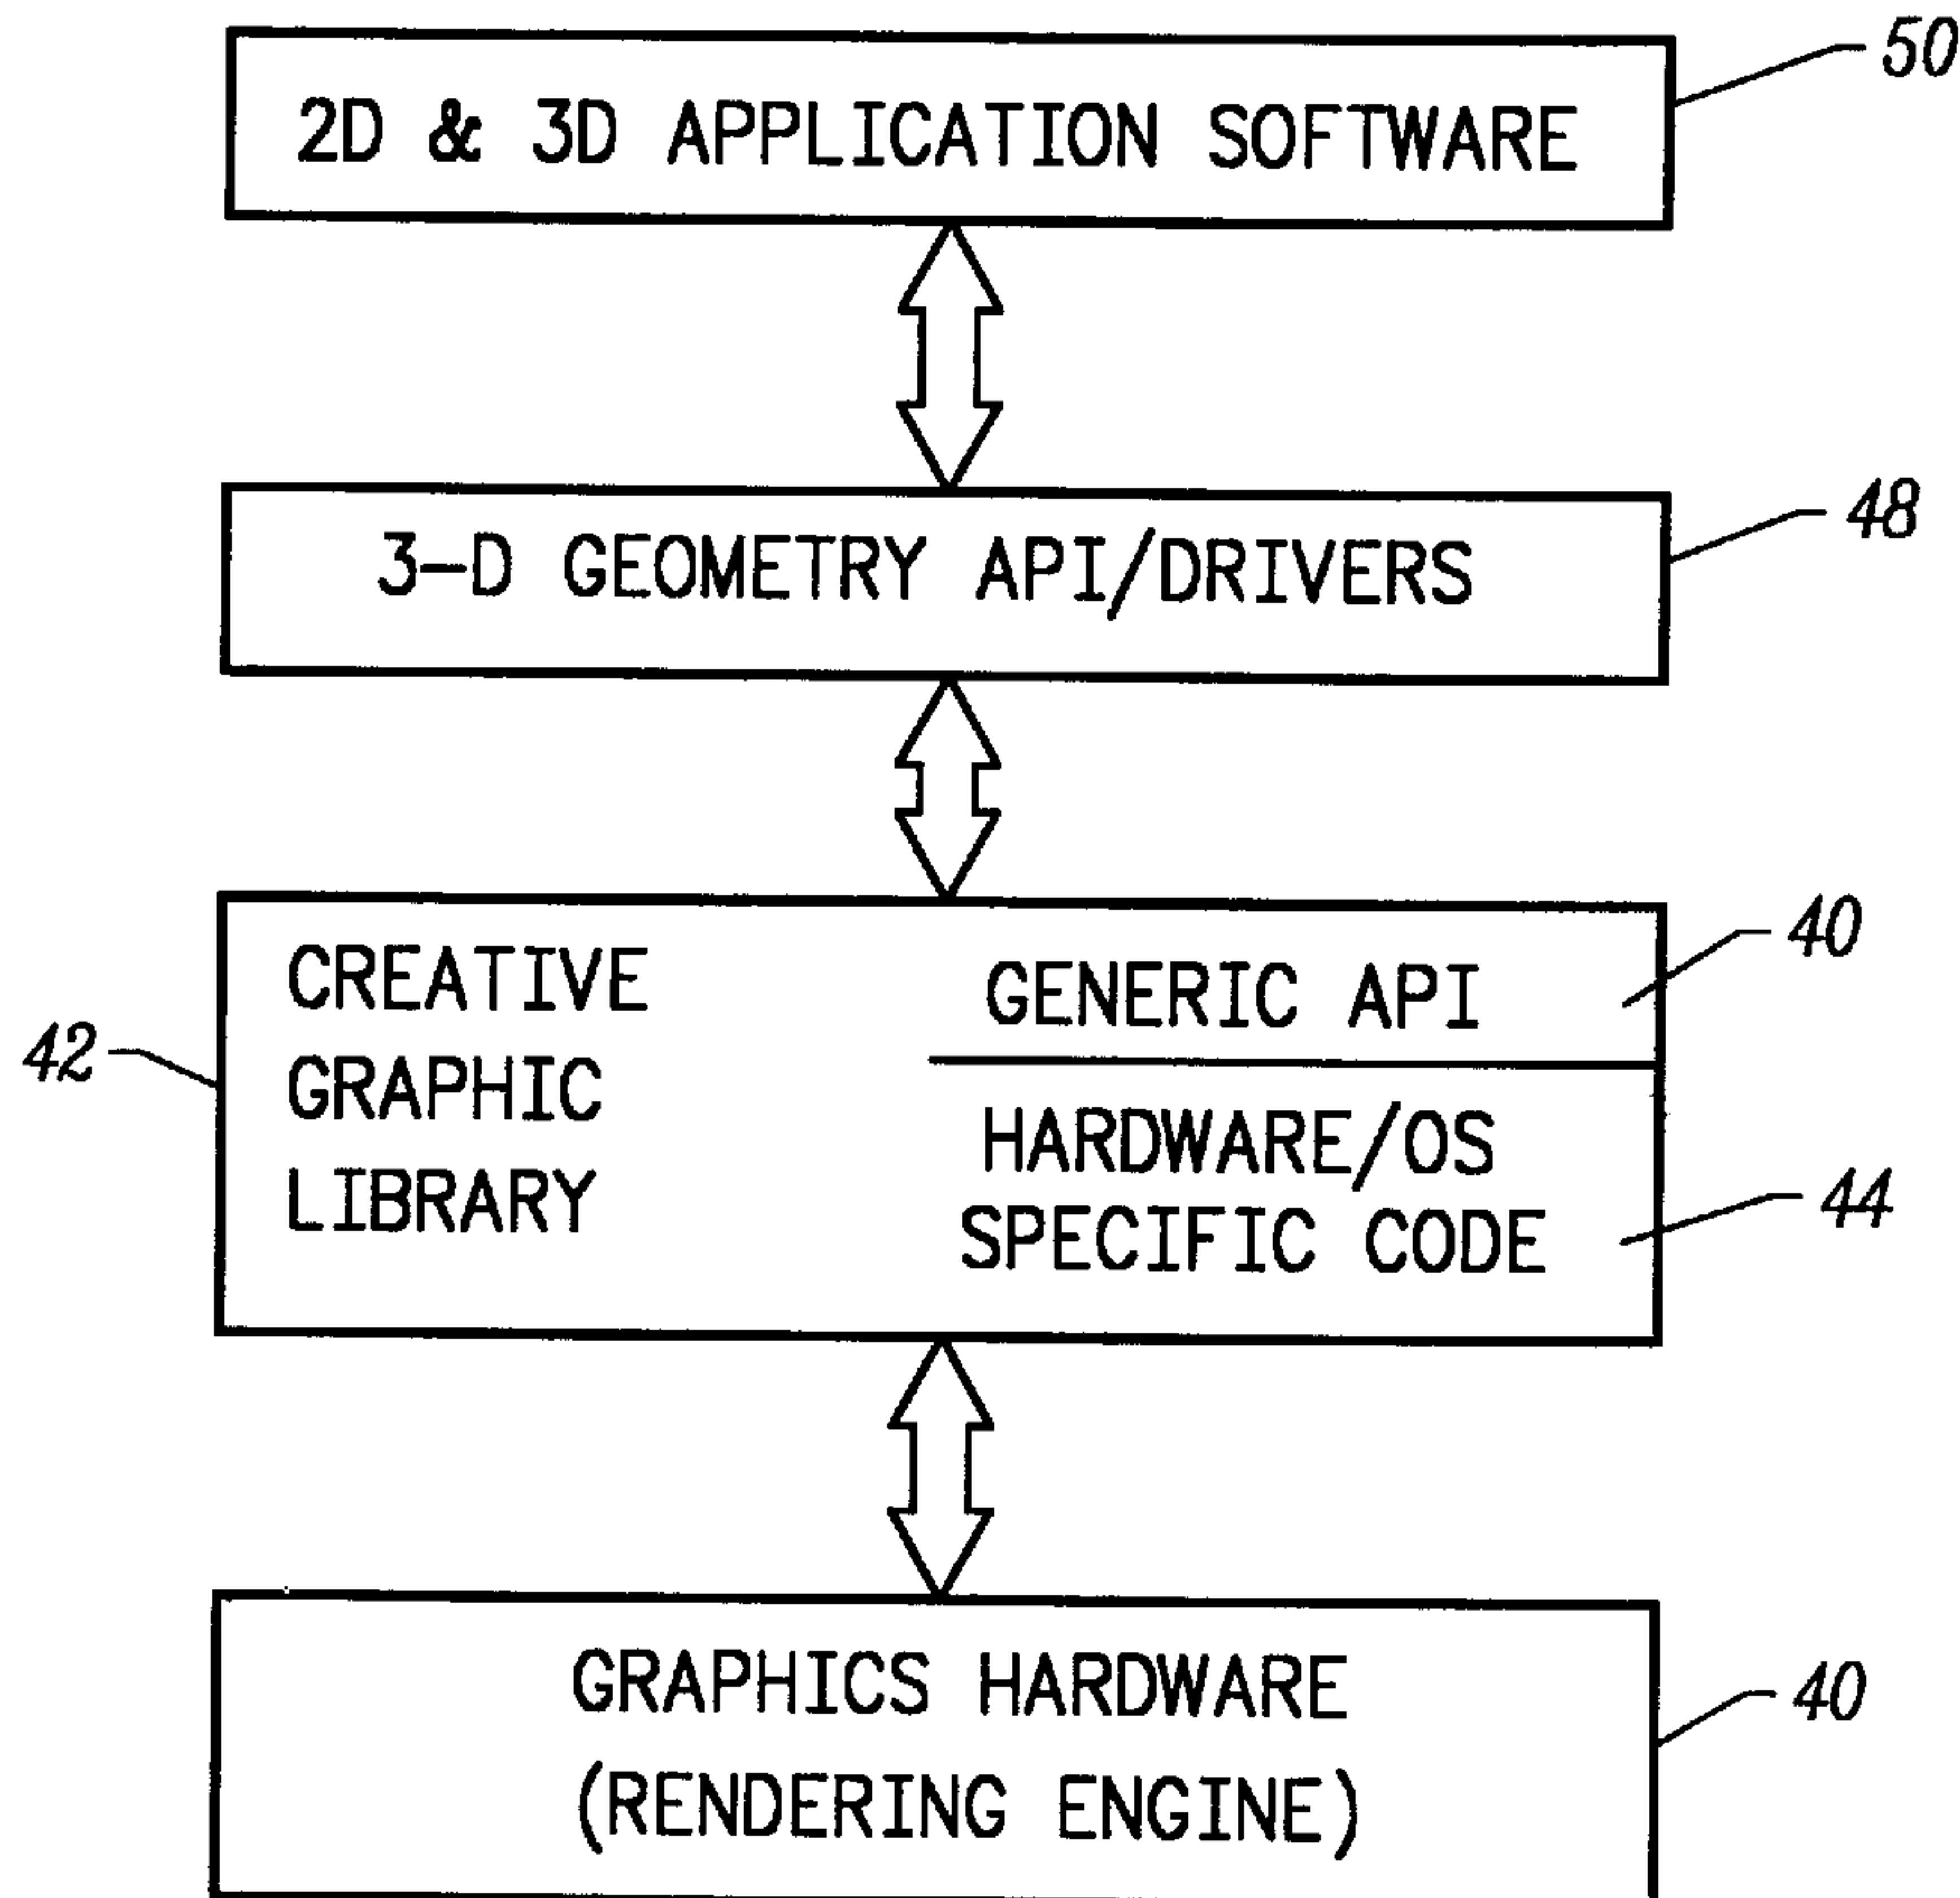 50
2D & 3D APPLICATION SOFTWARE
48
3-D GEOMETRY API/DRIVERS
42
CREATIVE
GRAPHIC
LIBRARY
40
GENERIC API
HARDWARE/OS
SPECIFIC CODE
44
GRAPHICS HARDWARE
(RENDERING ENGINE)
40